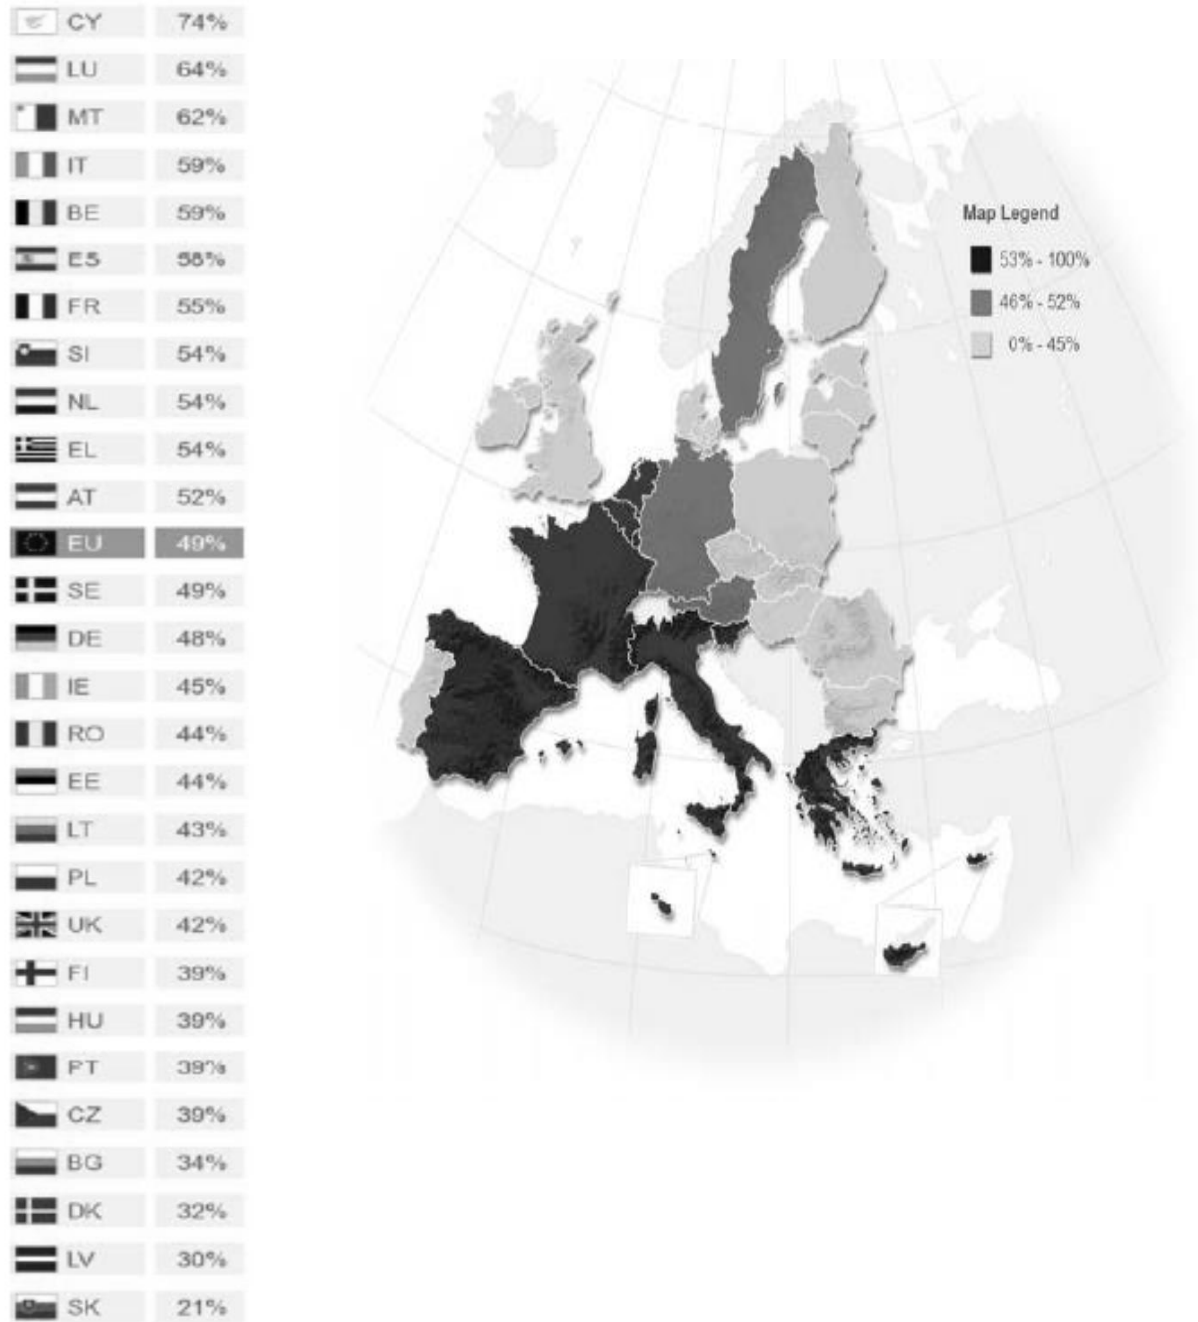 CY 74%
LU 64%
MT 62%
IT 59%
BE 59%
ES 58%
FR 55%
SI 54%
NL 54%
EL 54%
AT 52%
EU 49%
SE 49%
DE 48%
IE 45%
RO 44%
EE 44%
LT 43%
PL 42%
UK 42%
FI 39%
HU 39%
PT 39%
CZ 39%
BG 34%
DK 32%
LV 30%
SK 21%
Map Legend
53% - 100%
46% - 52%
0% - 45%